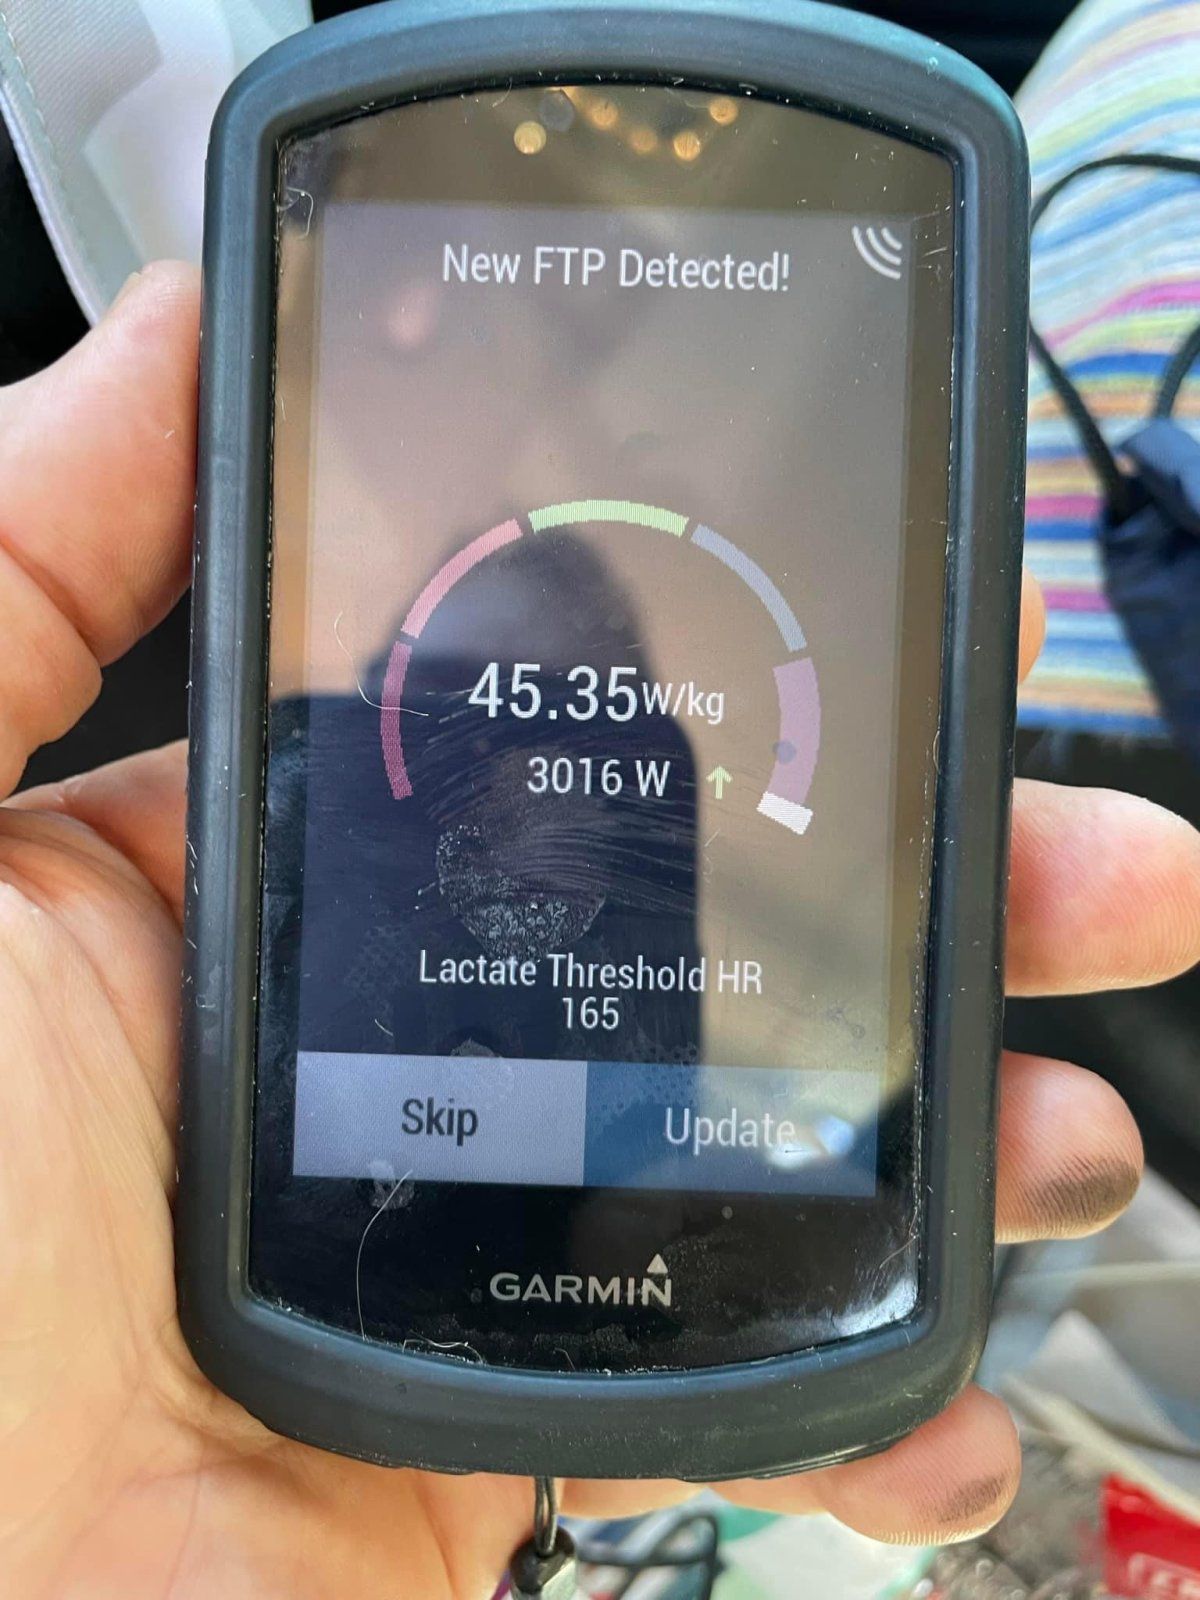 New FTP Detected!
45.35W/kg
3016 W ↑
Lactate Threshold HR
165
Skip Update
GARMIN